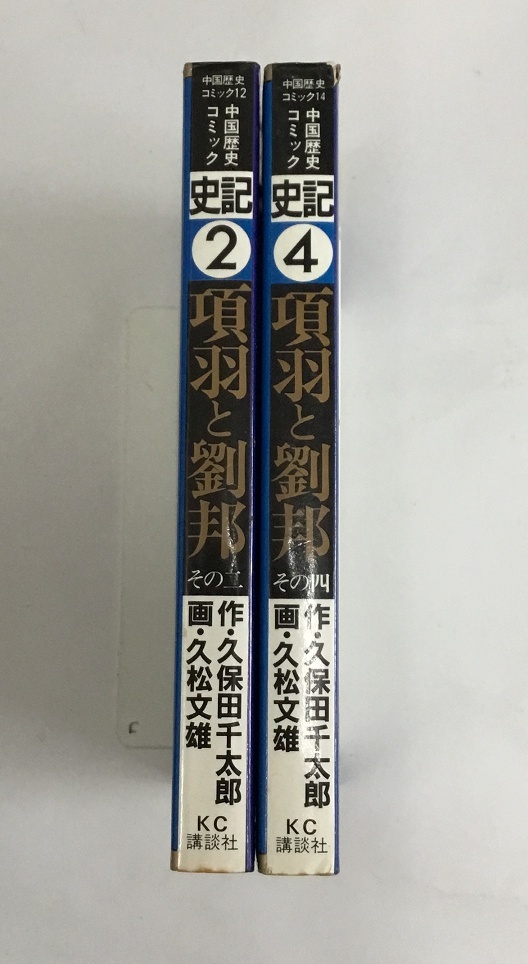 中国歴史
コミック12
中国歴史
コミック
史記
2
項羽と劉邦
その二
作・久保田千太郎
画・久松文雄
KC
講談社
中国歴史
コミック14
中国歴史
コミック
史記
4
項羽と劉邦
その四
作・久保田千太郎
画・久松文雄
KC
講談社